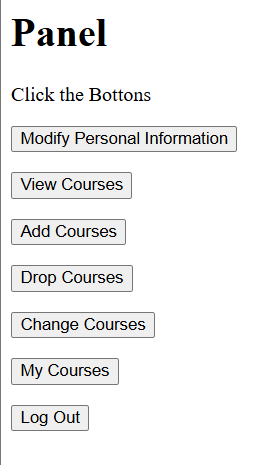 Panel
Click the Bottons
Modify Personal Information
View Courses
Add Courses
Drop Courses
Change Courses
My Courses
Log Out